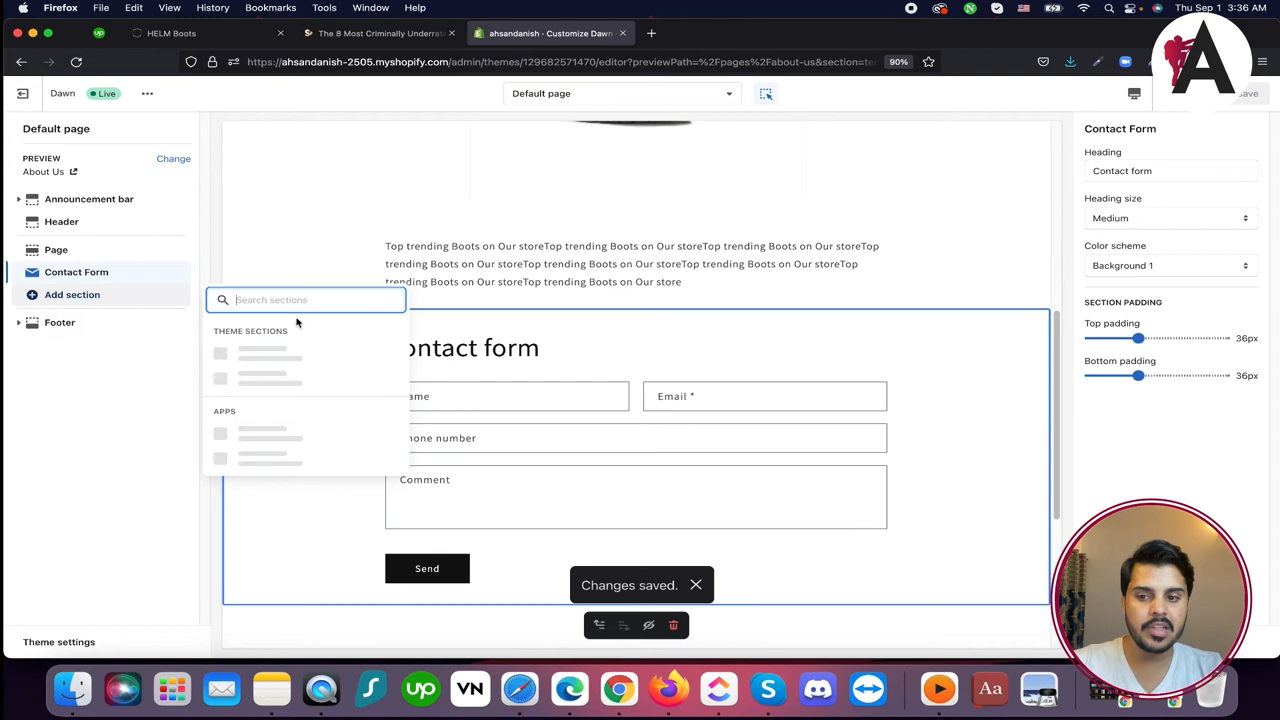 Firefox File Edit View History Bookmarks Tools Window Help Thu 5 May 3:36 AM
HELM Boots
The 8 Most Criminally Underrat
ahsandanish - Customize Dawn
https://ahsandanish-2505.myshopify.com/admin/themes/129682571470/editor?previewPath=%2Fpages%2Fabout-us&section=te
90%
Dawn Live
Default page
Default page
PREVIEW
Change
About Us
Announcement bar
Header
Page
Contact Form
Add section
Footer
Theme settings
Search sections
THEME SECTIONS
APPS
Top trending Boots on Our storeTop trending Boots on Our storeTop trending Boots on Our storeTop
trending Boots on Our storeTop trending Boots on Our storeTop trending Boots on Our storeTop
trending Boots on Our storeTop trending Boots on Our store
ontact form
ame
Email *
hone number
Comment
Send
Changes saved.
Contact Form
Heading
Contact form
Heading size
Medium
Color scheme
Background 1
SECTION PADDING
Top padding
36px
Bottom padding
36px
A
up
VN
Aa